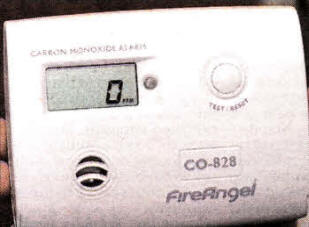 CARBON MONOXIDE ALARM
0 PPM
TEST / RESET
CO-828
FireAngel